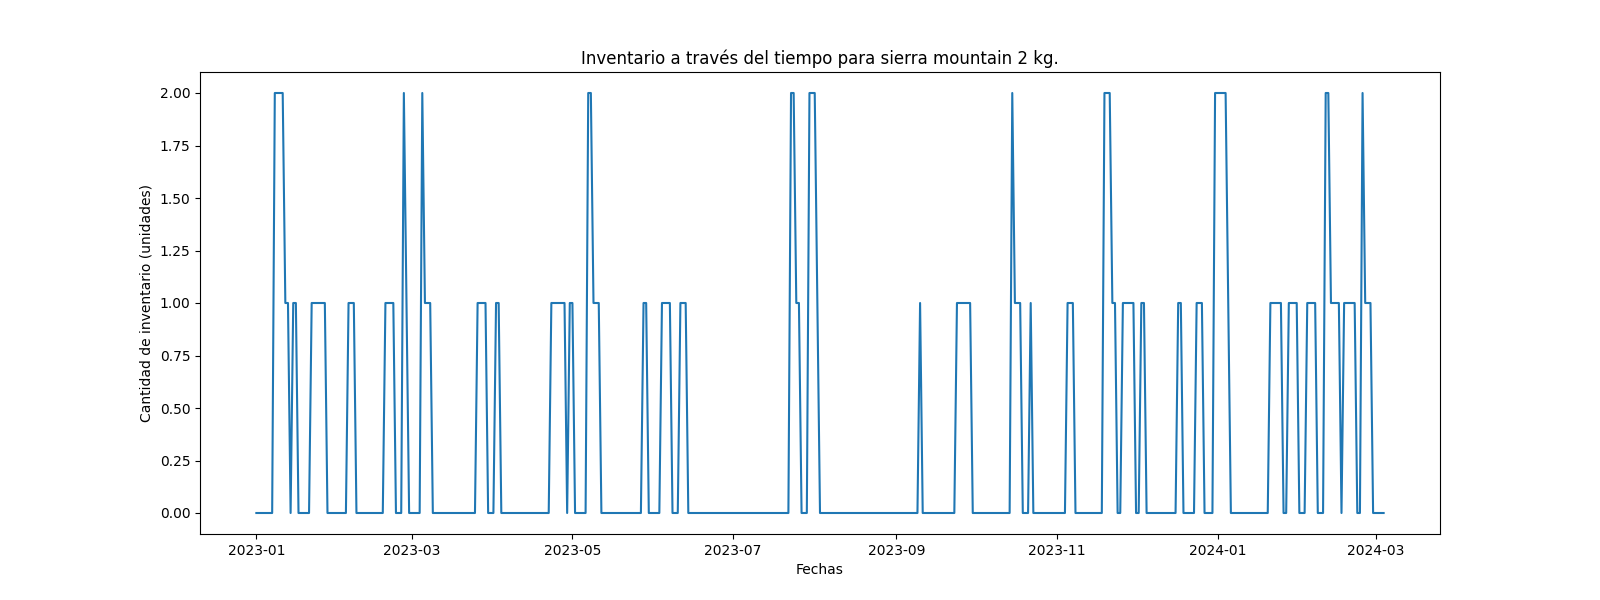 Inventario a través del tiempo para sierra mountain 2 kg.
Cantidad de inventario (unidades)
2.00
1.75
1.50
1.25
1.00
0.75
0.50
0.25
0.00
2023-01 2023-03 2023-05 2023-07 2023-09 2023-11 2024-01 2024-03
Fechas